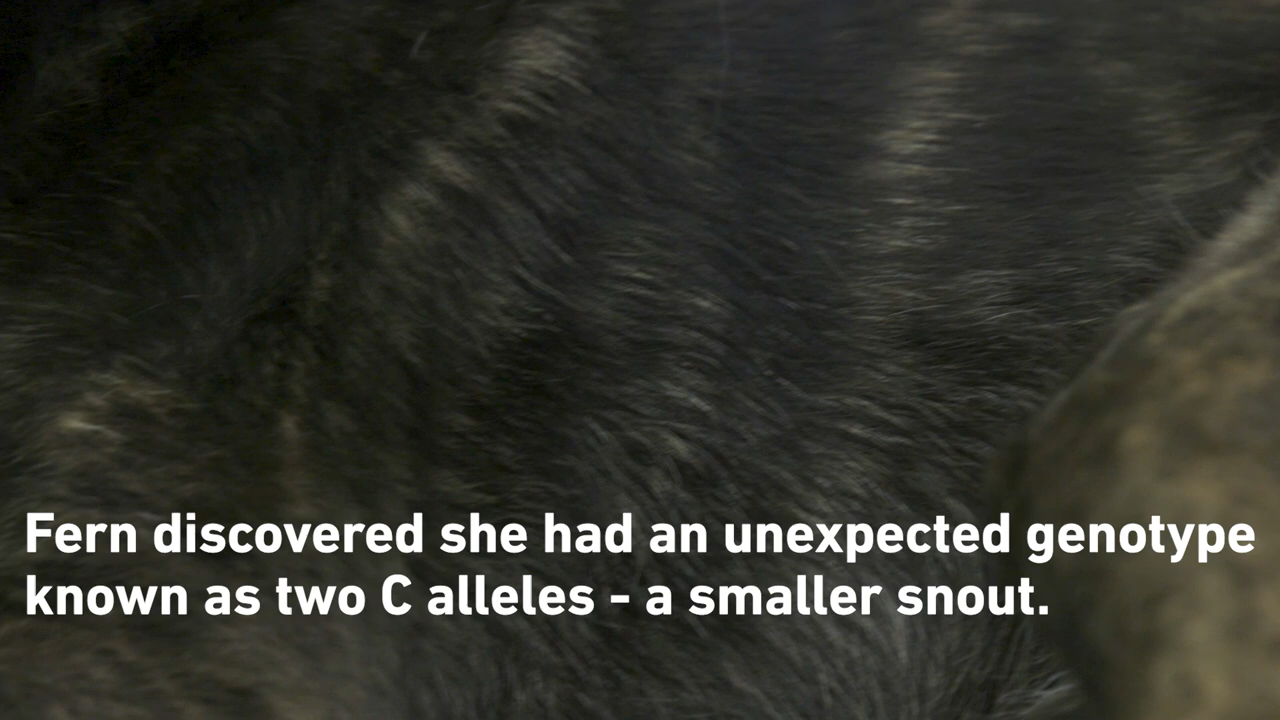 Fern discovered she had an unexpected genotype
known as two C alleles - a smaller snout.